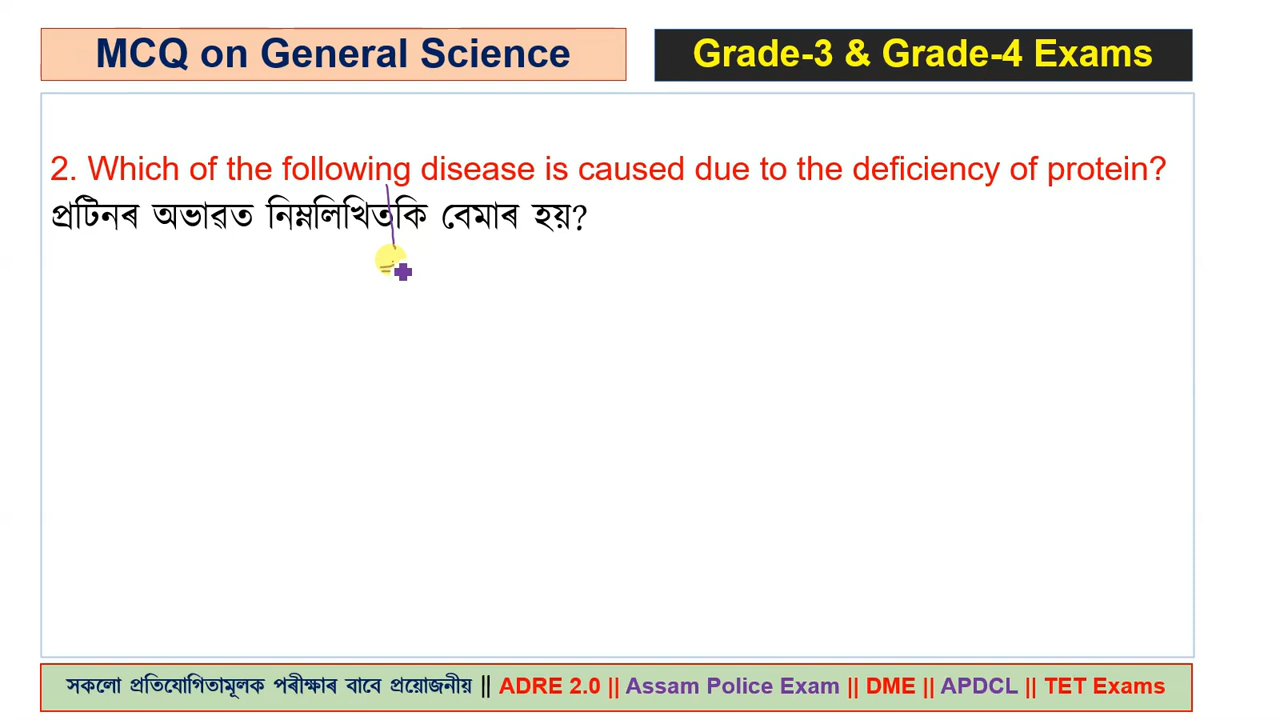 MCQ on General Science
Grade-3 & Grade-4 Exams
2. Which of the following disease is caused due to the deficiency of protein?
প্ৰটিনৰ অভাৱত নিম্নলিখিতকি বেমাৰ হয়?
সকলো প্ৰতিযোগিতামূলক পৰীক্ষাৰ বাবে প্ৰয়োজনীয় || ADRE 2.0 || Assam Police Exam || DME || APDCL || TET Exams